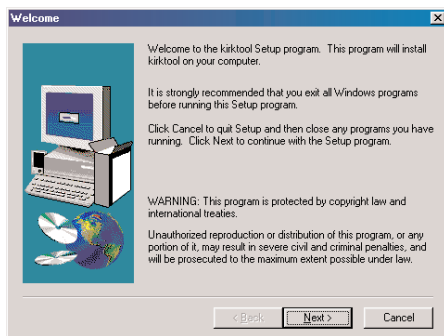 Welcome
Welcome to the kirktool Setup program. This program will install
kirktool on your computer.
It is strongly recommended that you exit all Windows programs
before running this Setup program.
Click Cancel to quit Setup and then close any programs you have
running. Click Next to continue with the Setup program.
WARNING: This program is protected by copyright law and
international treaties.
Unauthorized reproduction or distribution of this program, or any
portion of it, may result in severe civil and criminal penalties, and
will be prosecuted to the maximum extent possible under law.
< Back Next > Cancel